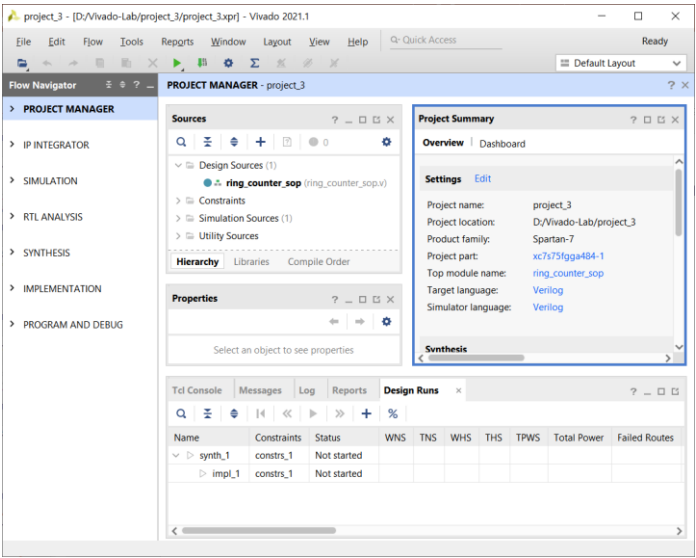 project_3 - [D:/Vivado-Lab/project_3/project_3.xpr] - Vivado 2021.1
File Edit Flow Tools Reports Window Layout View Help Q- Quick Access Ready
Default Layout
Flow Navigator
PROJECT MANAGER - project_3
PROJECT MANAGER
IP INTEGRATOR
SIMULATION
RTL ANALYSIS
SYNTHESIS
IMPLEMENTATION
PROGRAM AND DEBUG
Sources
0
Design Sources (1)
ring_counter_sop (ring_counter_sop.v)
Constraints
Simulation Sources (1)
Utility Sources
Hierarchy Libraries Compile Order
Properties
Select an object to see properties
Project Summary
Overview Dashboard
Settings Edit
Project name: project_3
Project location: D:/Vivado-Lab/project_3
Product family: Spartan-7
Project part: xc7s75fgga484-1
Top module name: ring_counter_sop
Target language: Verilog
Simulator language: Verilog
Synthesis
Tcl Console Messages Log Reports Design Runs
Name Constraints Status WNS TNS WHS THS TPWS Total Power Failed Routes
synth_1 constrs_1 Not started
impl_1 constrs_1 Not started